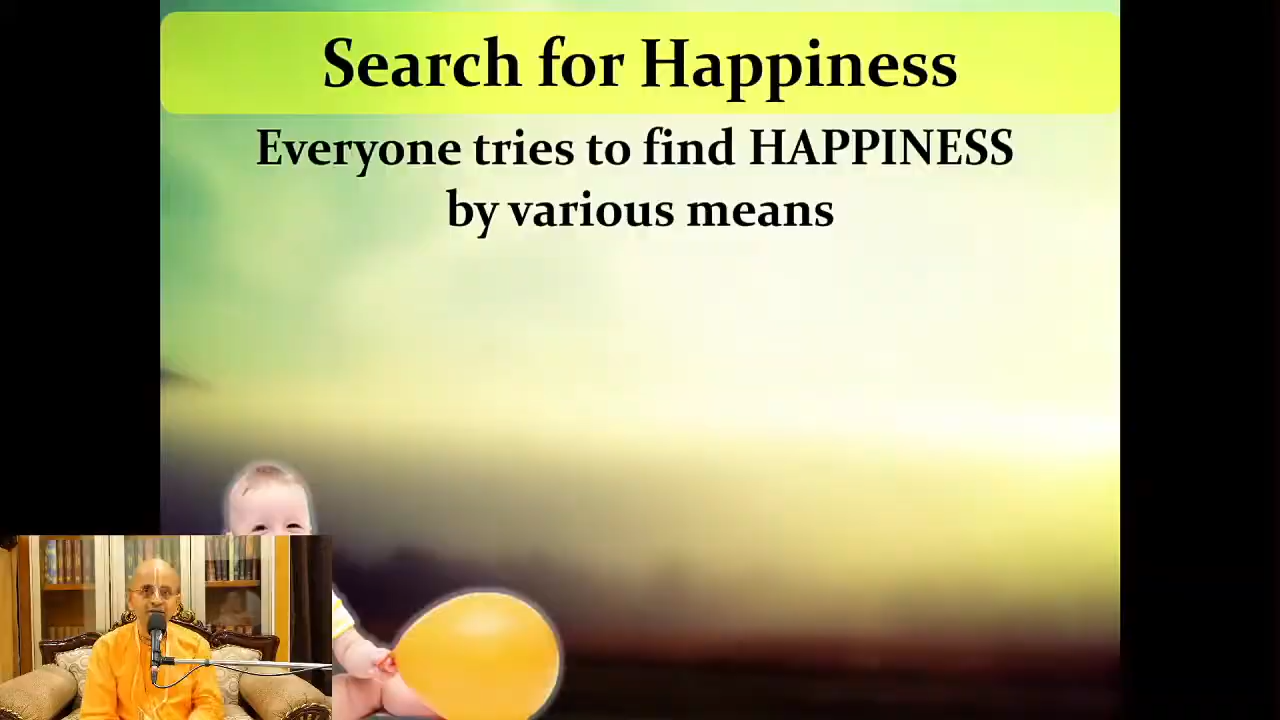 Search for Happiness
Everyone tries to find HAPPINESS
by various means